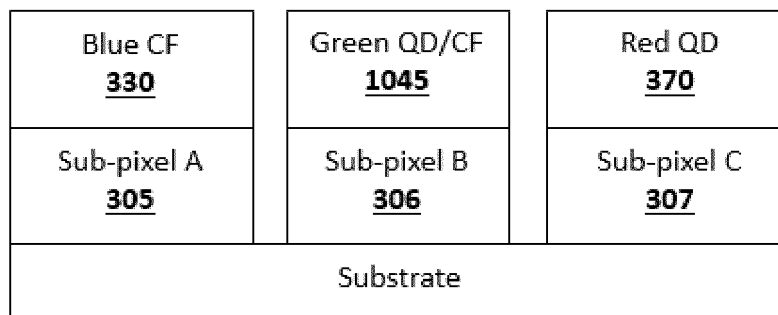 Blue CF
330
Green QD/CF
1045
Red QD
370
Sub-pixel A
305
Sub-pixel B
306
Sub-pixel C
307
Substrate